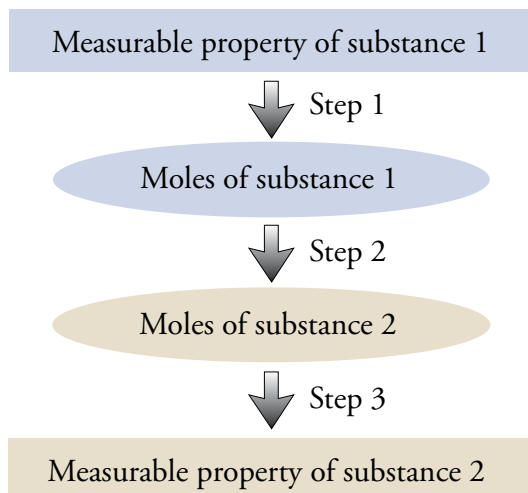 Measurable property of substance 1
Step 1
Moles of substance 1
Step 2
Moles of substance 2
Step 3
Measurable property of substance 2